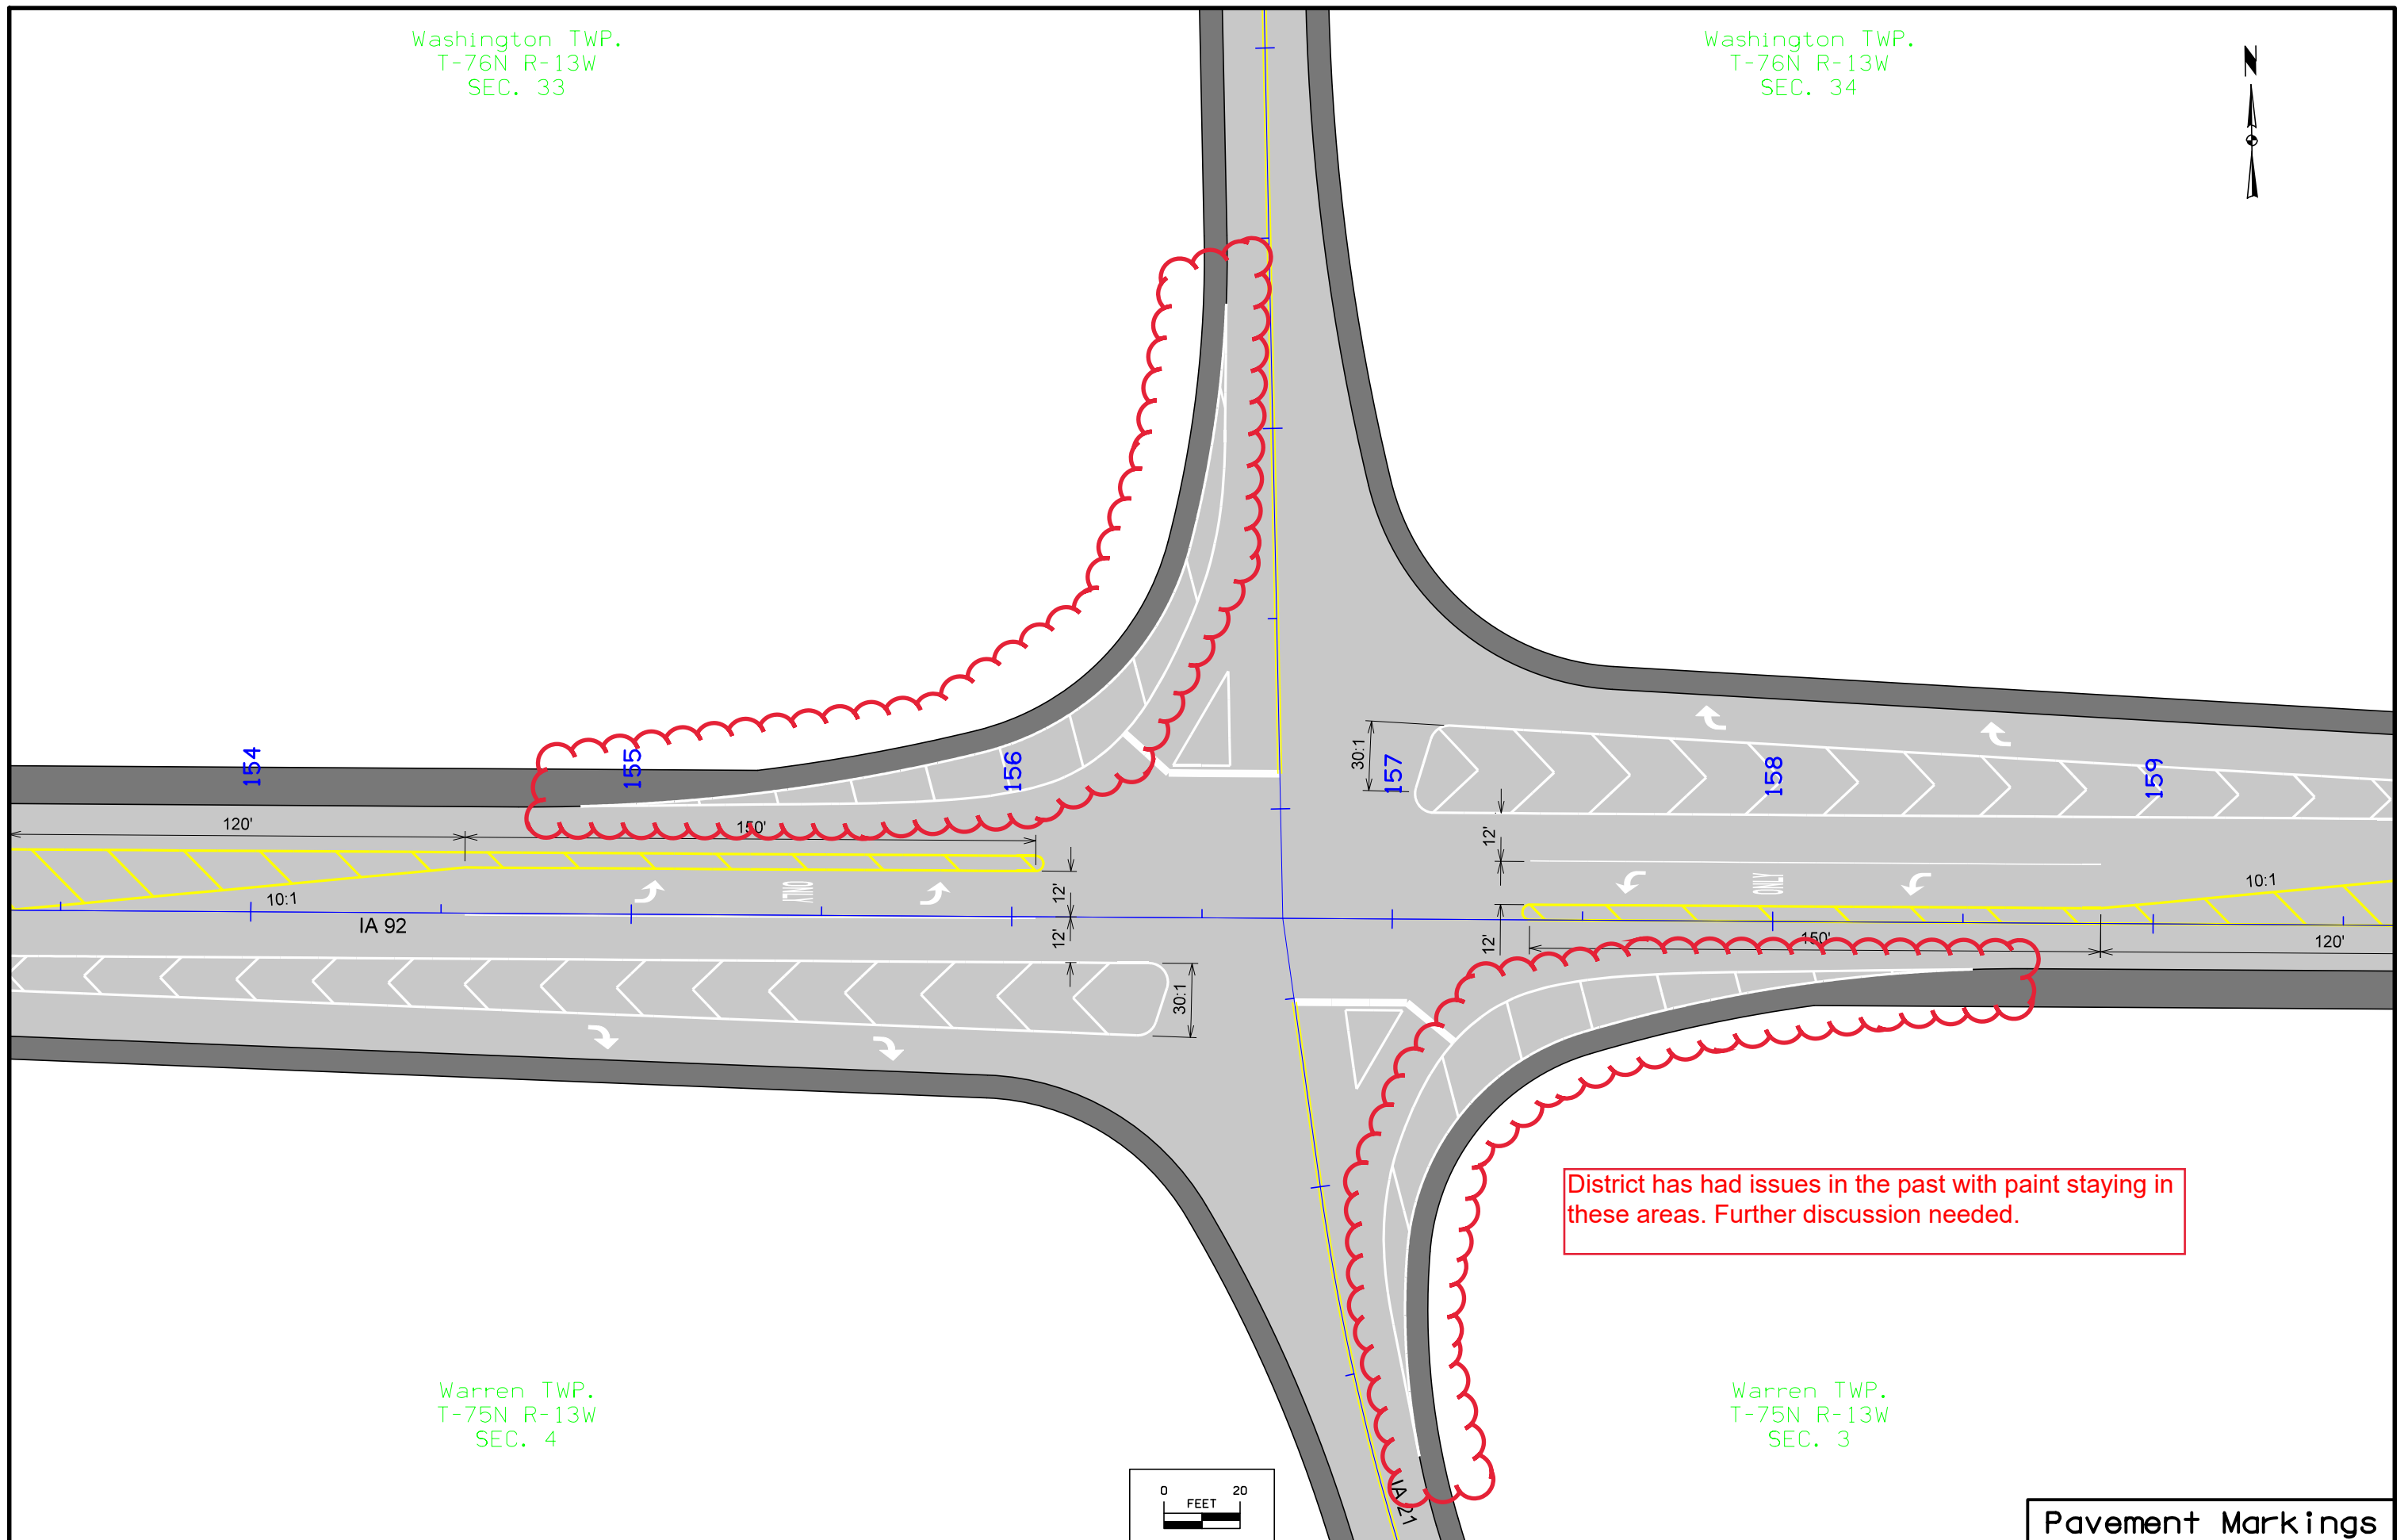 Washington TWP.
T-76N R-13W
SEC. 33
Washington TWP.
T-76N R-13W
SEC. 34
N
154
155
156
157
158
159
120'
150'
10:1
ONLY
12'
12'
IA 92
30:1
30:1
12'
12'
ONLY
10:1
150'
120'
District has had issues in the past with paint staying in
these areas. Further discussion needed.
Warren TWP.
T-75N R-13W
SEC. 4
Warren TWP.
T-75N R-13W
SEC. 3
IA 21
0 20
FEET
Pavement Markings